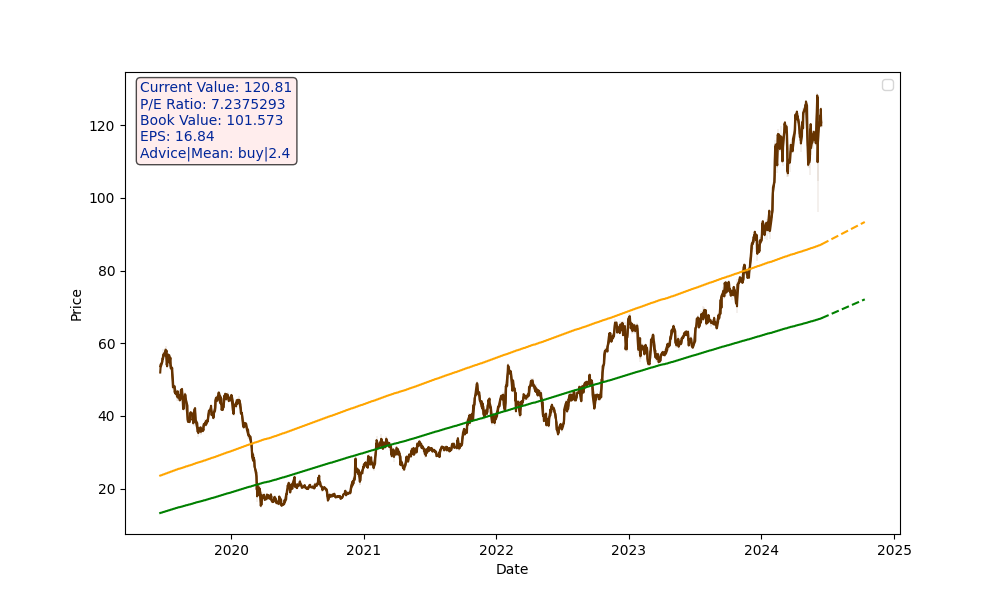 Current Value: 120.81
P/E Ratio: 7.2375293
Book Value: 101.573
EPS: 16.84
Advice|Mean: buy|2.4
120
100
80
60
40
20
Price
2020 2021 2022 2023 2024 2025
Date